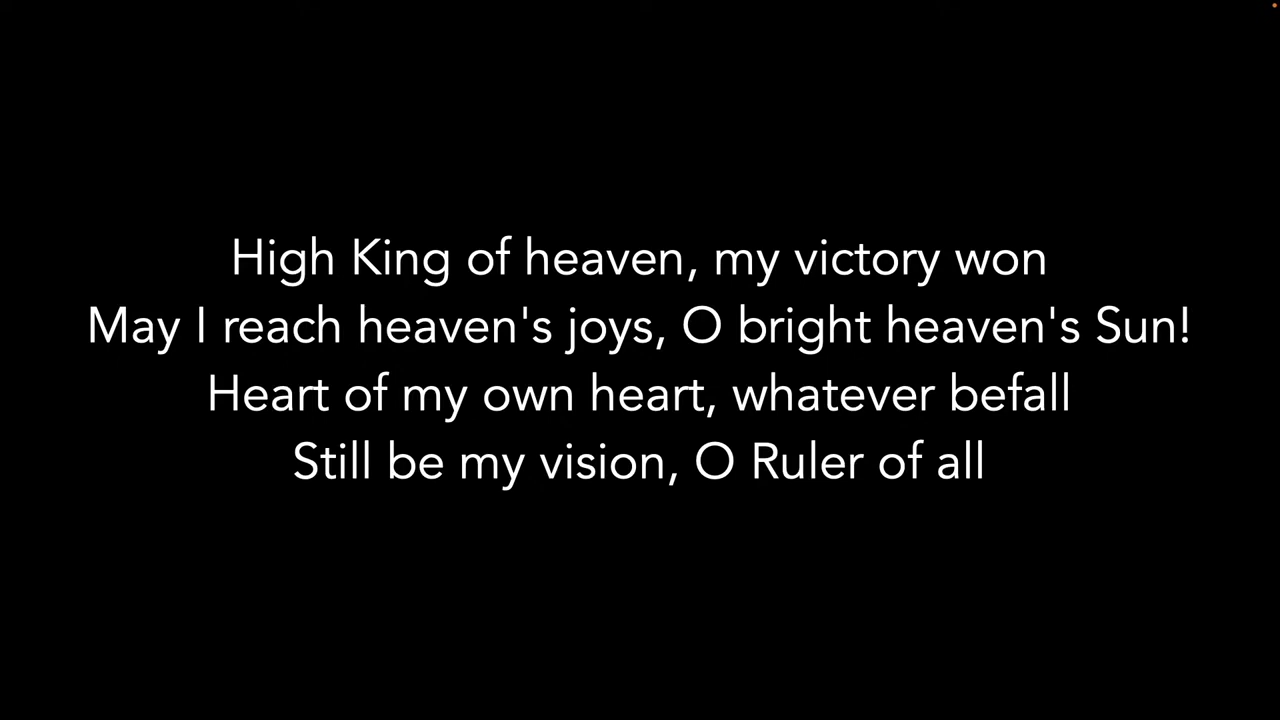 High King of heaven, my victory won
May I reach heaven's joys, O bright heaven's Sun!
Heart of my own heart, whatever befall
Still be my vision, O Ruler of all